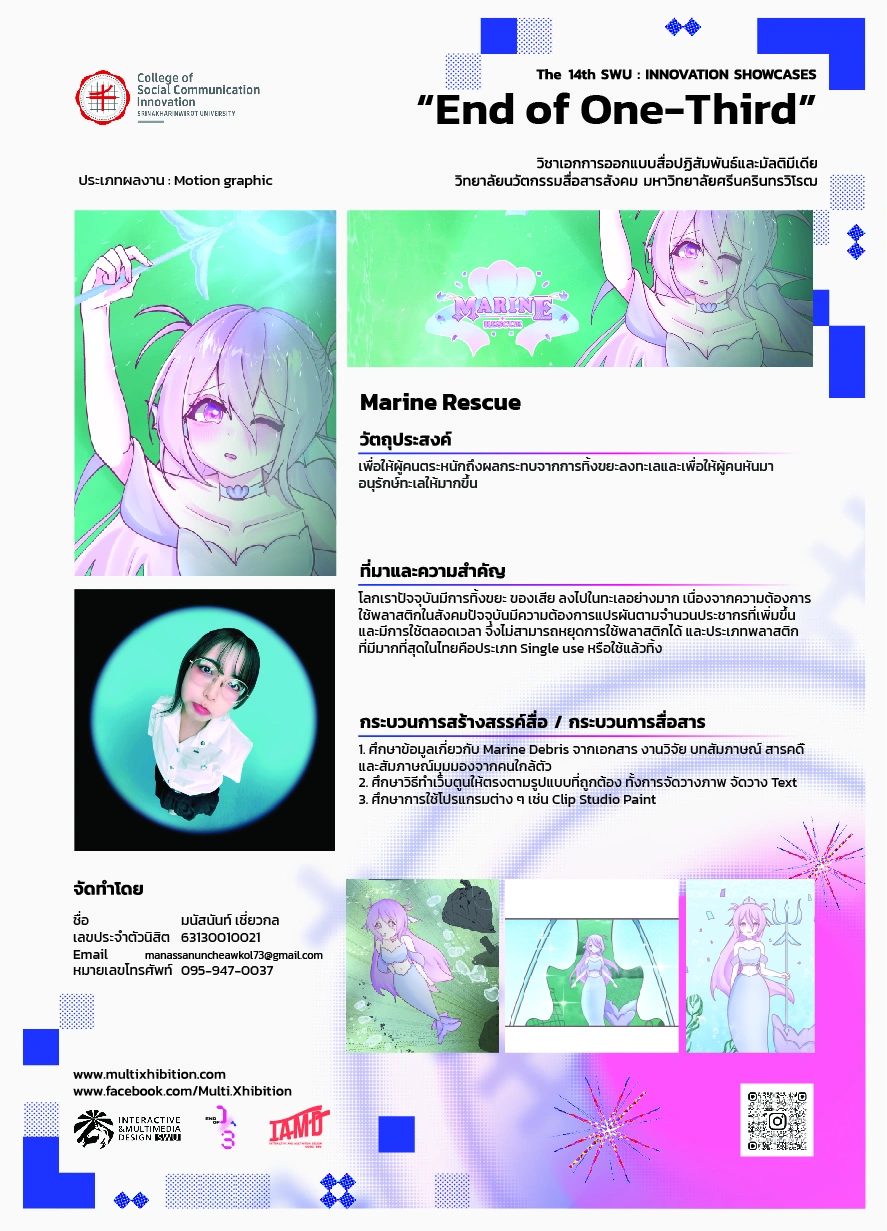 College of
Social Communication
Innovation
SRINAKHARINWIROT UNIVERSITY
The 14th SWU : INNOVATION SHOWCASES
“End of One-Third”
วิชาเอกการออกแบบสื่อปฏิสัมพันธ์และมัลติมีเดีย
วิทยาลัยนวัตกรรมสื่อสารสังคม มหาวิทยาลัยศรีนครินทรวิโรฒ
ประเภทผลงาน : Motion graphic
MARINE
RESCUE
Marine Rescue
วัตถุประสงค์
เพื่อให้ผู้คนตระหนักถึงผลกระทบจากการทิ้งขยะลงทะเลและเพื่อให้ผู้คนหันมา
อนุรักษ์ทะเลให้มากขึ้น
ที่มาและความสำคัญ
โลกเราปัจจุบันมีการทิ้งขยะ ของเสีย ลงไปในทะเลอย่างมาก เนื่องจากความต้องการ
ใช้พลาสติกในสังคมปัจจุบันมีความต้องการแปรผันตามจำนวนประชากรที่เพิ่มขึ้น
และมีการใช้ตลอดเวลา จึงไม่สามารถหยุดการใช้พลาสติกได้ และประเภทพลาสติก
ที่มีมากที่สุดในไทยคือประเภท Single use หรือใช้แล้วทิ้ง
กระบวนการสร้างสรรค์สื่อ / กระบวนการสื่อสาร
1. ศึกษาข้อมูลเกี่ยวกับ Marine Debris จากเอกสาร งานวิจัย บทสัมภาษณ์ สารคดี
และสัมภาษณ์มุมมองจากคนใกล้ตัว
2. ศึกษาวิธีทำเว็บตูนให้ตรงตามรูปแบบที่ถูกต้อง ทั้งการจัดวางภาพ จัดวาง Text
3. ศึกษาการใช้โปรแกรมต่าง ๆ เช่น Clip Studio Paint
จัดทำโดย
ชื่อ มนัสนันท์ เชี่ยวกล
เลขประจำตัวนิสิต 63130010021
Email manassanuncheawkol73@gmail.com
หมายเลขโทรศัพท์ 095-947-0037
www.multixhibition.com
www.facebook.com/Multi.Xhibition
INTERACTIVE
&MULTIMEDIA
DESIGN SWU
END
OF
1
3
IAMD